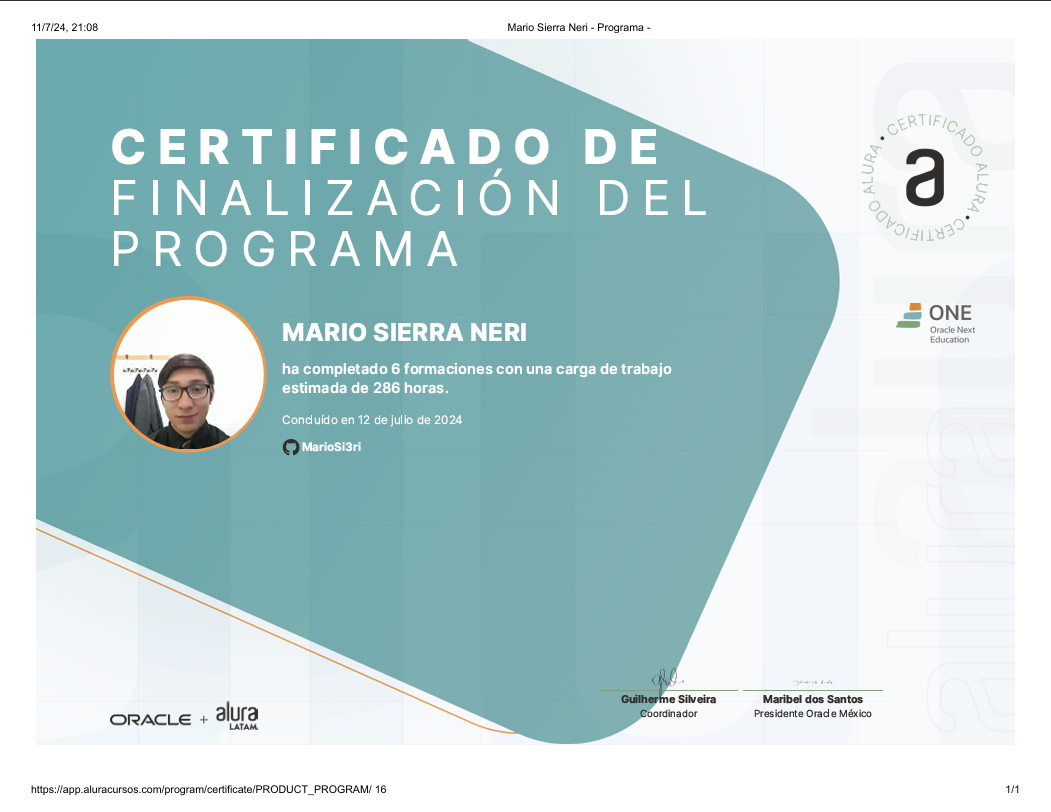 11/7/24, 21:08
Mario Sierra Neri - Programa -
CERTIFICADO DE
FINALIZACIÓN DEL
PROGRAMA
• CERTIFICADO ALURA • CERTIFICADO ALURA
a
ONE
Oracle Next
Education
MARIO SIERRA NERI
ha completado 6 formaciones con una carga de trabajo
estimada de 286 horas.
Concluído en 12 de julio de 2024
MarioSi3ri
alura
alura
Guilherme Silveira
Coordinador
Maribel dos Santos
Presidente Oracle México
ORACLE + alura
LATAM
https://app.aluracursos.com/program/certificate/PRODUCT_PROGRAM/ 16
1/1